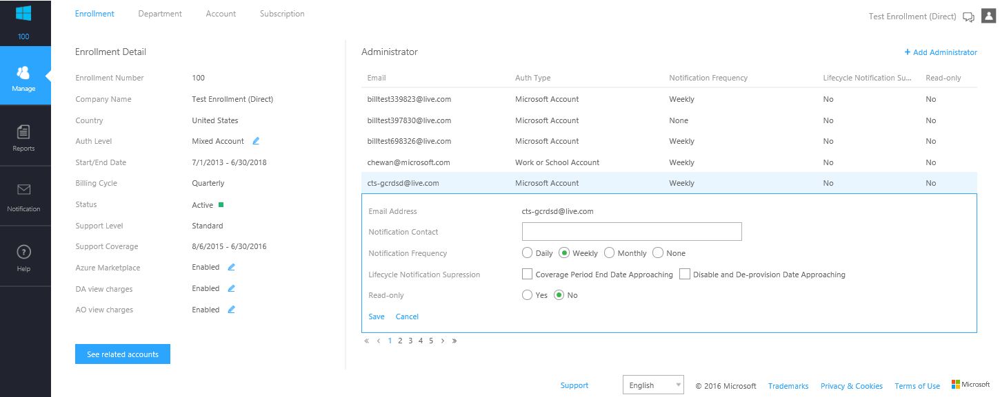 100
Manage
Reports
Notification
Help
Enrollment Department Account Subscription
Test Enrollment (Direct)
Enrollment Detail
Enrollment Number 100
Company Name Test Enrollment (Direct)
Country United States
Auth Level Mixed Account
Start/End Date 7/1/2013 - 6/30/2018
Billing Cycle Quarterly
Status Active
Support Level Standard
Support Coverage 8/6/2015 - 6/30/2016
Azure Marketplace Enabled
DA view charges Enabled
AO view charges Enabled
See related accounts
Administrator + Add Administrator
Email Auth Type Notification Frequency Lifecycle Notification Su... Read-only
billtest339823@live.com Microsoft Account Weekly No No
billtest397830@live.com Microsoft Account None No No
billtest698326@live.com Microsoft Account Weekly No No
chewan@microsoft.com Work or School Account Weekly No No
cts-gcrdsd@live.com Microsoft Account Weekly No No
Email Address cts-gcrdsd@live.com
Notification Contact
Notification Frequency Daily Weekly Monthly None
Lifecycle Notification Supression Coverage Period End Date Approaching Disable and De-provision Date Approaching
Read-only Yes No
Save Cancel
« ‹ 1 2 3 4 5 › »
Support English © 2016 Microsoft Trademarks Privacy & Cookies Terms of Use Microsoft